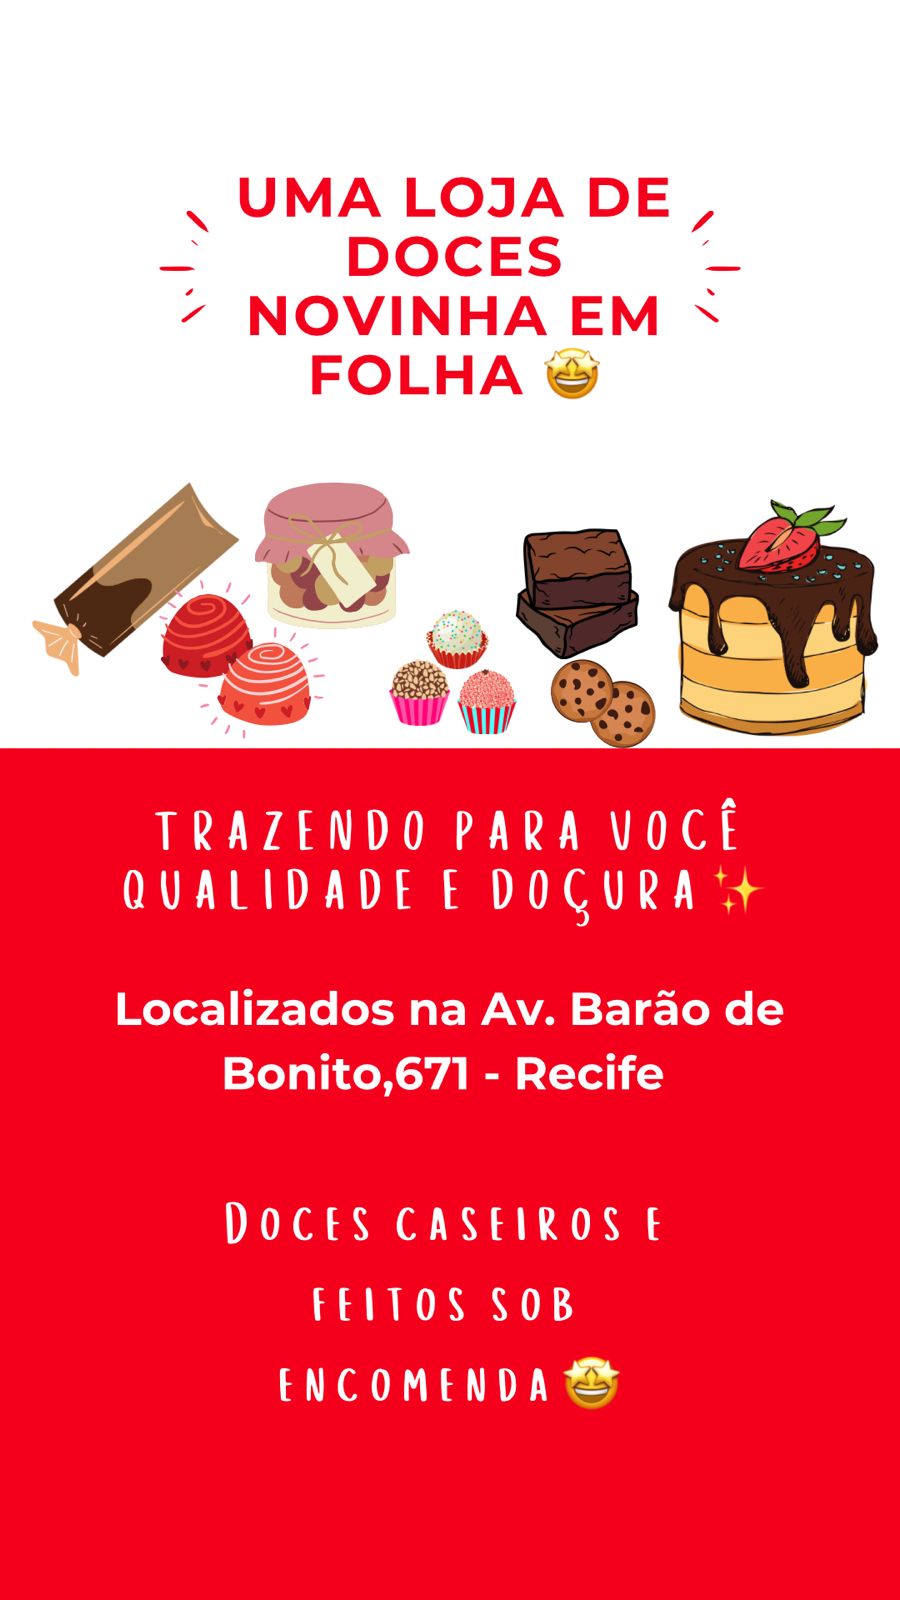 UMA LOJA DE
DOCES
NOVINHA EM
FOLHA 🤩
TRAZENDO PARA VOCÊ
QUALIDADE E DOÇURA✨
Localizados na Av. Barão de
Bonito,671 - Recife
DOCES CASEIROS E
FEITOS SOB
ENCOMENDA🤩